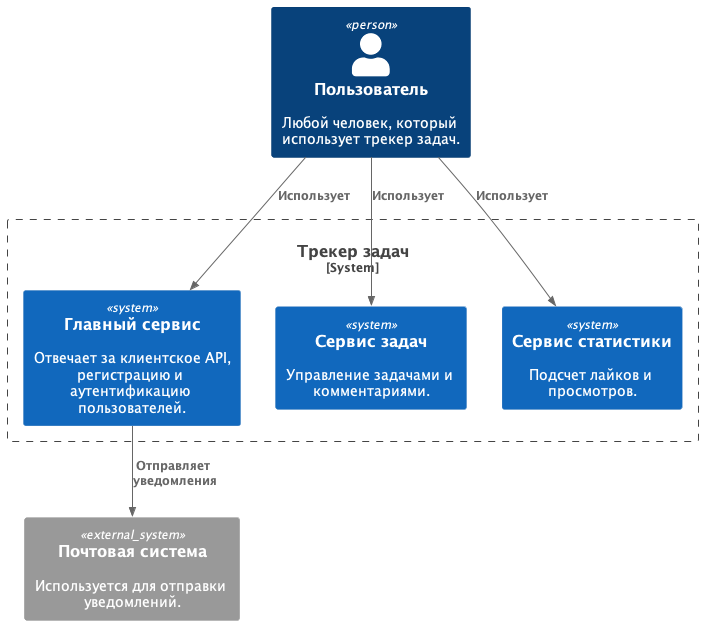 «person»
Пользователь
Любой человек, который
использует трекер задач.
Использует
Использует
Использует
Трекер задач
[System]
«system»
Главный сервис
Отвечает за клиентское API,
регистрацию и
аутентификацию
пользователей.
«system»
Сервис задач
Управление задачами и
комментариями.
«system»
Сервис статистики
Подсчет лайков и
просмотров.
Отправляет
уведомления
«external_system»
Почтовая система
Используется для отправки
уведомлений.